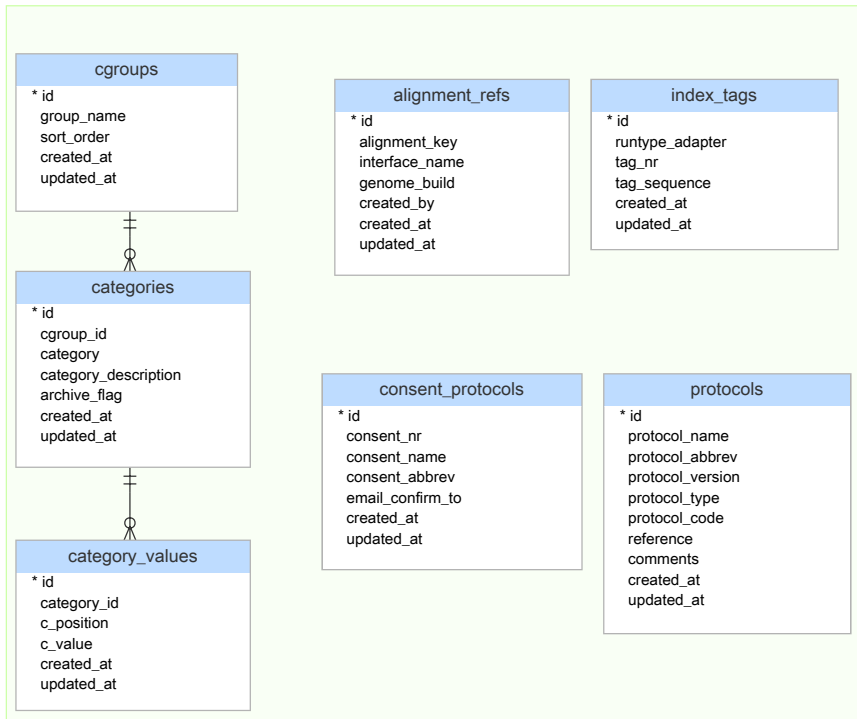 cgroups
* id
group_name
sort_order
created_at
updated_at
categories
* id
cgroup_id
category
category_description
archive_flag
created_at
updated_at
category_values
* id
category_id
c_position
c_value
created_at
updated_at
alignment_refs
* id
alignment_key
interface_name
genome_build
created_by
created_at
updated_at
index_tags
* id
runtype_adapter
tag_nr
tag_sequence
created_at
updated_at
consent_protocols
* id
consent_nr
consent_name
consent_abbrev
email_confirm_to
created_at
updated_at
protocols
* id
protocol_name
protocol_abbrev
protocol_version
protocol_type
protocol_code
reference
comments
created_at
updated_at